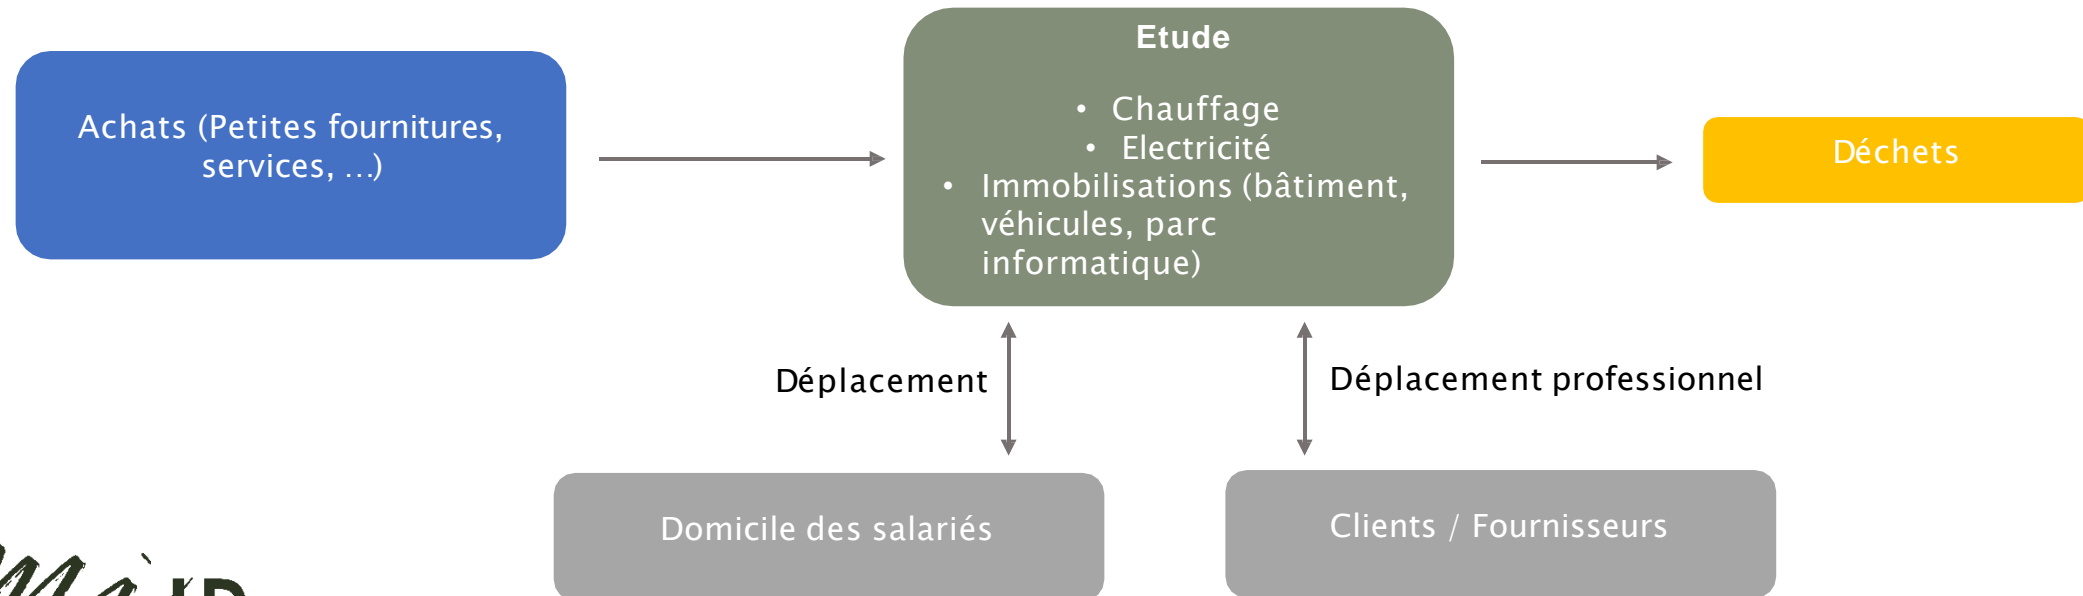 Etude
• Chauffage
• Electricité
• Immobilisations (bâtiment,
véhicules, parc
informatique)
Achats (Petites fournitures,
services, ...)
Déchets
Déplacement
Déplacement professionnel
Domicile des salariés
Clients / Fournisseurs